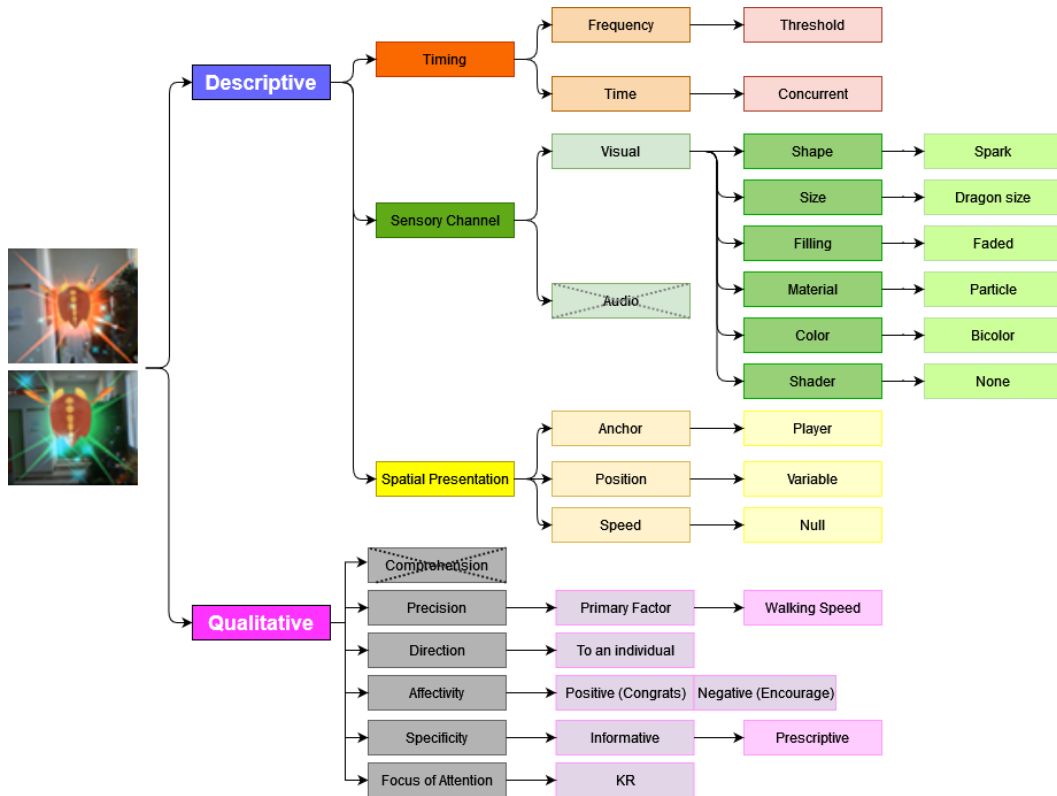 Descriptive
Timing
Frequency
Threshold
Time
Concurrent
Sensory Channel
Visual
Shape
Spark
Size
Dragon size
Filling
Faded
Material
Particle
Color
Bicolor
Shader
None
Audio
Spatial Presentation
Anchor
Player
Position
Variable
Speed
Null
Qualitative
Comprehension
Precision
Primary Factor
Walking Speed
Direction
To an individual
Affectivity
Positive (Congrats)
Negative (Encourage)
Specificity
Informative
Prescriptive
Focus of Attention
KR